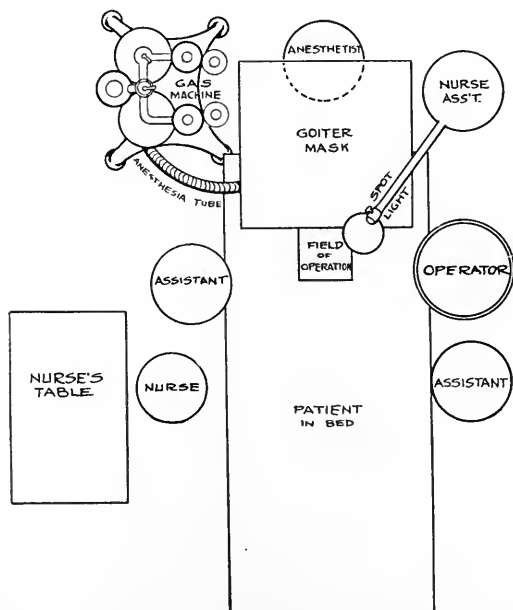 ANESTHETIST
GAS
MACHINE
NURSE
ASS'T.
GOITER
MASK
ANESTHESIA TUBE
SPOT
LIGHT
FIELD
OF
OPERATION
ASSISTANT
OPERATOR
NURSE'S
TABLE
NURSE
ASSISTANT
PATIENT
IN BED